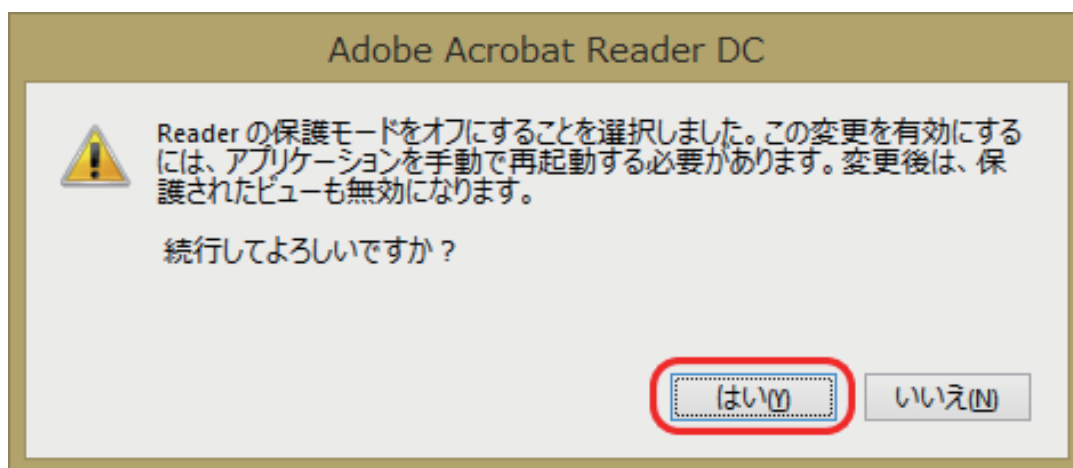 Adobe Acrobat Reader DC
Reader の保護モードをオフにすることを選択しました。この変更を有効にする
には、アプリケーションを手動で再起動する必要があります。変更後は、保
護されたビューも無効になります。
続行してよろしいですか？
はい(Y) いいえ(N)